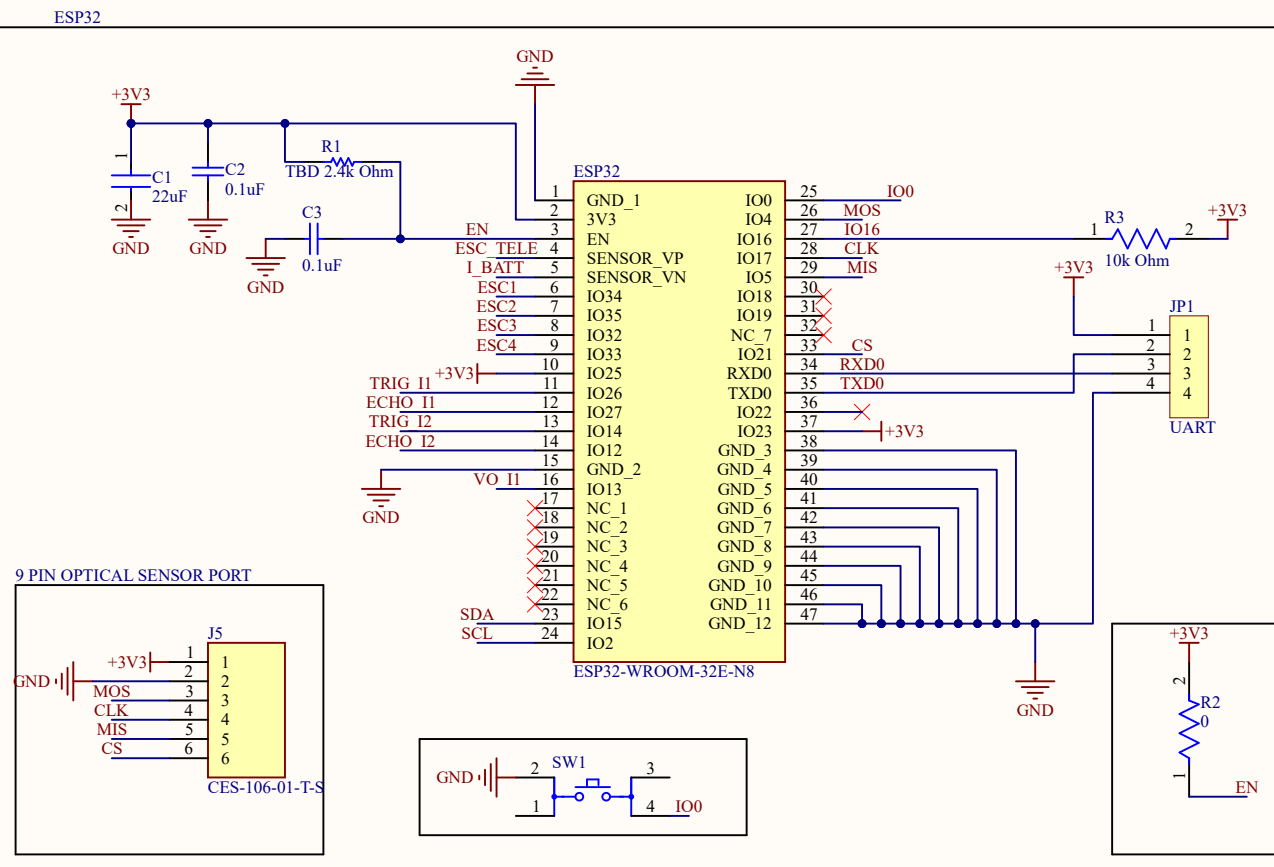 ESP32
GND
+3V3
R1
TBD 2.4k Ohm
1
C1
22uF
2
GND
C2
0.1uF
GND
C3
0.1uF
GND
ESP32
EN
ESC_TELE
I_BATT
ESC1
ESC2
ESC3
ESC4
+3V3
TRIG_I1
ECHO_I1
TRIG_I2
ECHO_I2
GND
VO_I1
SDA
SCL
1 GND_1
2 3V3
3 EN
4 SENSOR_VP
5 SENSOR_VN
6 IO34
7 IO35
8 IO32
9 IO33
10 IO25
11 IO26
12 IO27
13 IO14
14 IO12
15 GND_2
16 IO13
17 NC_1
18 NC_2
19 NC_3
20 NC_4
21 NC_5
22 NC_6
23 IO15
24 IO2
IO0 25 IO0
IO4 26 MOS
IO16 27 IO16
IO17 28 CLK
IO5 29 MIS
IO18 30
IO19 31
NC_7 32
IO21 33 CS
RXD0 34 RXD0
TXD0 35 TXD0
IO22 36
IO23 37 +3V3
GND_3 38
GND_4 39
GND_5 40
GND_6 41
GND_7 42
GND_8 43
GND_9 44
GND_10 45
GND_11 46
GND_12 47
ESP32-WROOM-32E-N8
GND
R3
1 2
10k Ohm
+3V3
+3V3
JP1
1 1
2 2
3 3
4 4
UART
9 PIN OPTICAL SENSOR PORT
J5
+3V3 1 1
GND 2 2
MOS 3 3
CLK 4 4
MIS 5 5
CS 6 6
CES-106-01-T-S
SW1
GND 2 3
1 4 IO0
+3V3
2
R2
0
1
EN